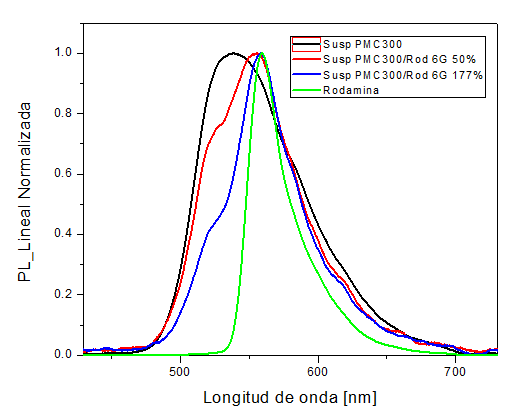 Susp PMC300
Susp PMC300/Rod 6G 50%
Susp PMC300/Rod 6G 177%
Rodamina
PL_Lineal Normalizada
1.0
0.8
0.6
0.4
0.2
0.0
500
600
700
Longitud de onda [nm]